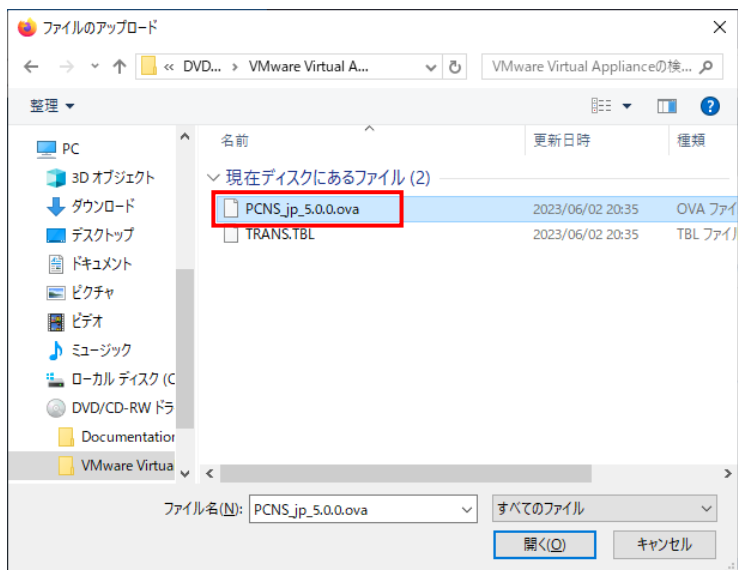 ファイルのアップロード
« DVD... › VMware Virtual A...
VMware Virtual Applianceの検...
整理
名前
更新日時
種類
PC
3D オブジェクト
ダウンロード
デスクトップ
ドキュメント
ピクチャ
ビデオ
ミュージック
ローカル ディスク (C
DVD/CD-RW ドラ
Documentation
VMware Virtua
現在ディスクにあるファイル (2)
PCNS_jp_5.0.0.ova
2023/06/02 20:35
OVA ファイ
TRANS.TBL
2023/06/02 20:35
TBL ファイル
ファイル名(N):
PCNS_jp_5.0.0.ova
すべてのファイル
開く(O)
キャンセル